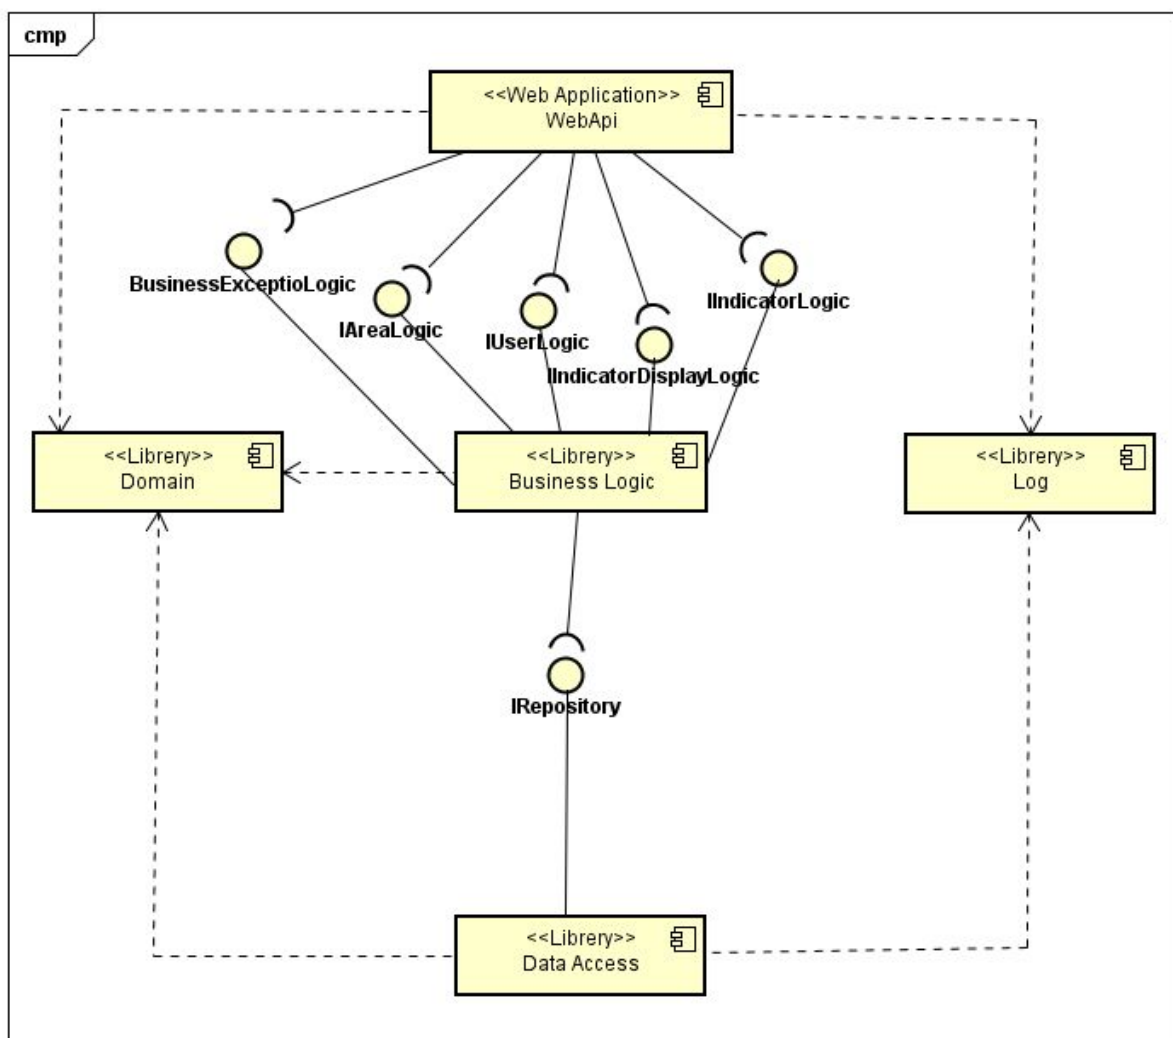 cmp
<<Web Application>>
WebApi
BusinessExceptioLogic
IAreaLogic
IUserLogic
IIndicatorDisplayLogic
IIndicatorLogic
<<Librery>>
Domain
<<Librery>>
Business Logic
<<Librery>>
Log
IRepository
<<Librery>>
Data Access